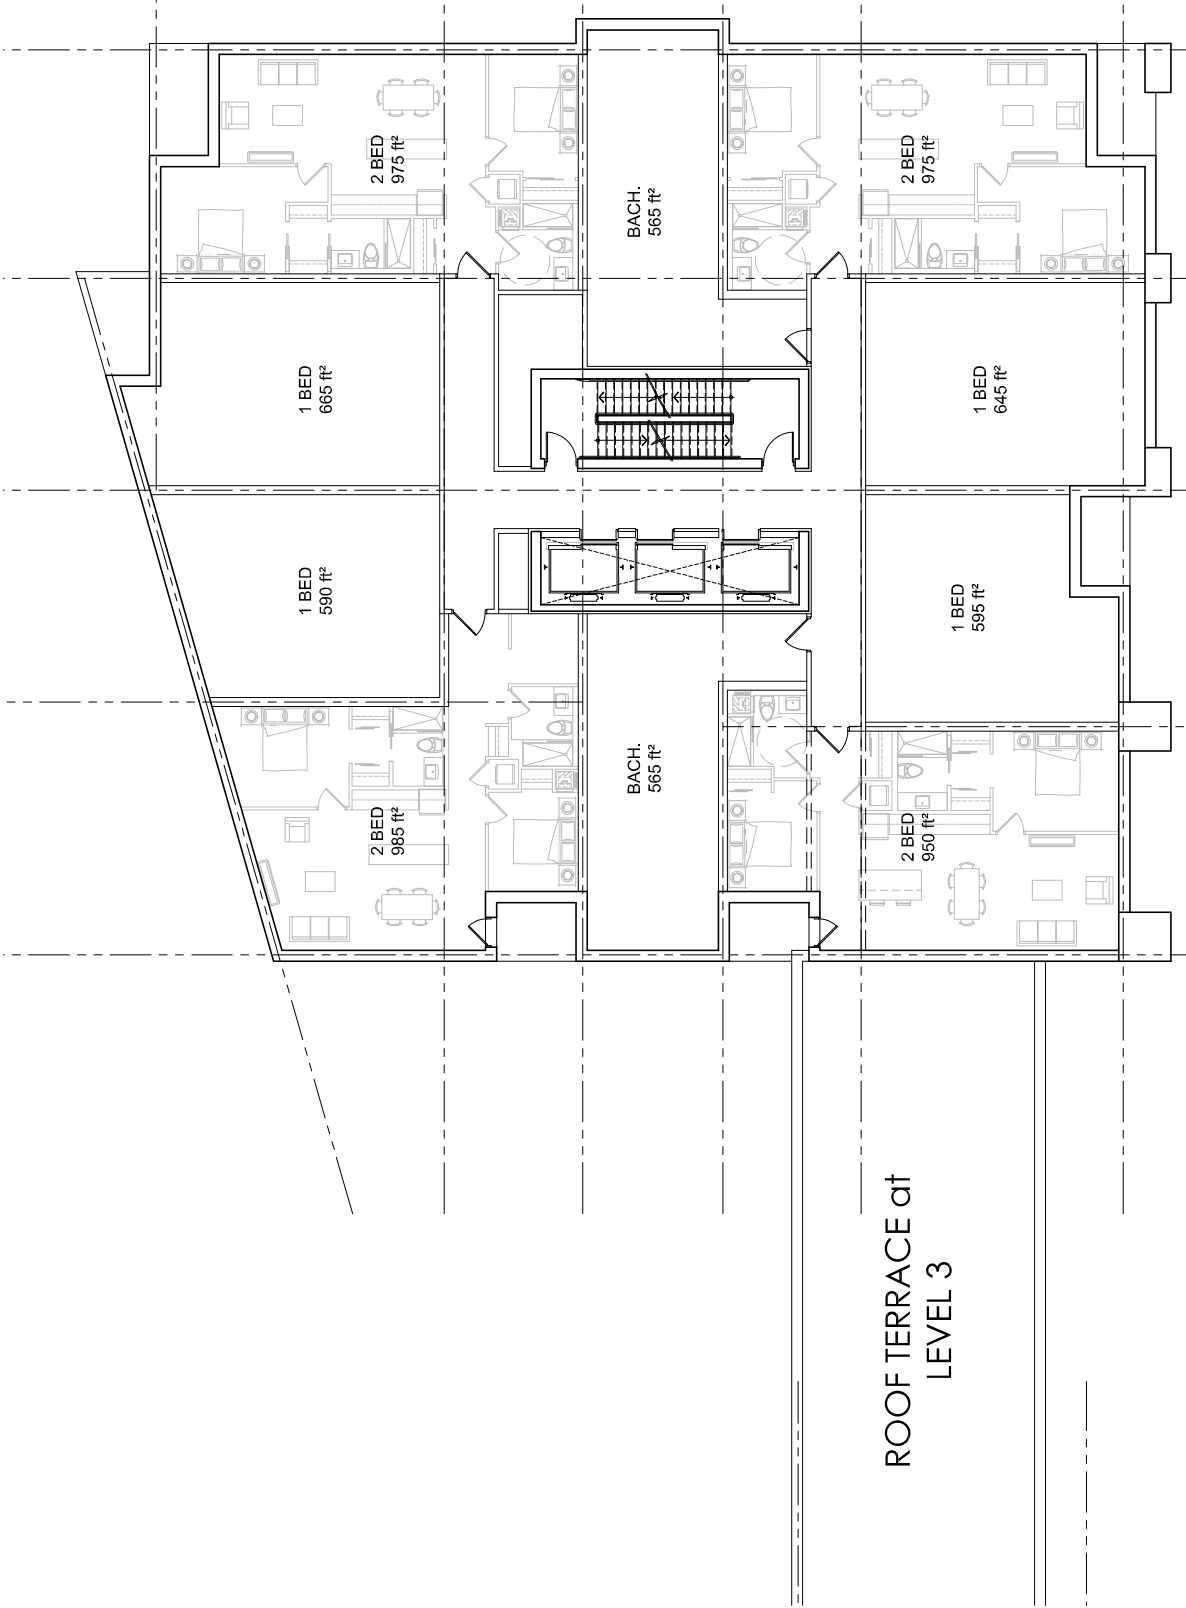 2 BED
975 ft²
BACH.
565 ft²
2 BED
975 ft²
1 BED
665 ft²
1 BED
645 ft²
1 BED
590 ft²
1 BED
595 ft²
2 BED
985 ft²
BACH.
565 ft²
2 BED
950 ft²
ROOF TERRACE at
LEVEL 3